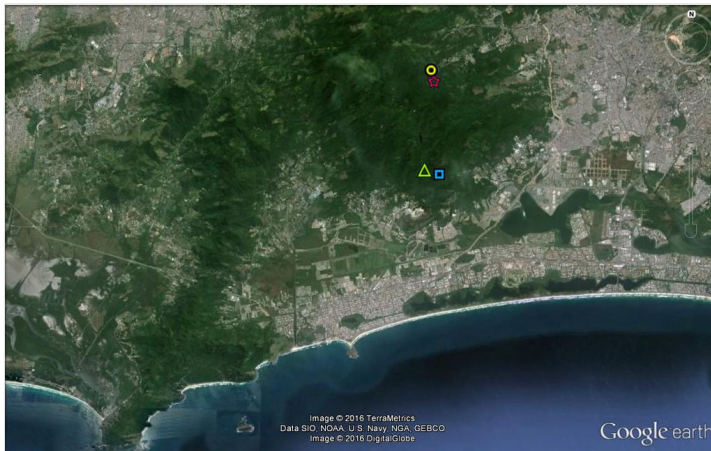 N
Image © 2016 TerraMetrics
Data SIO, NOAA, U.S. Navy, NGA, GEBCO
Image © 2016 DigitalGlobe
Google earth